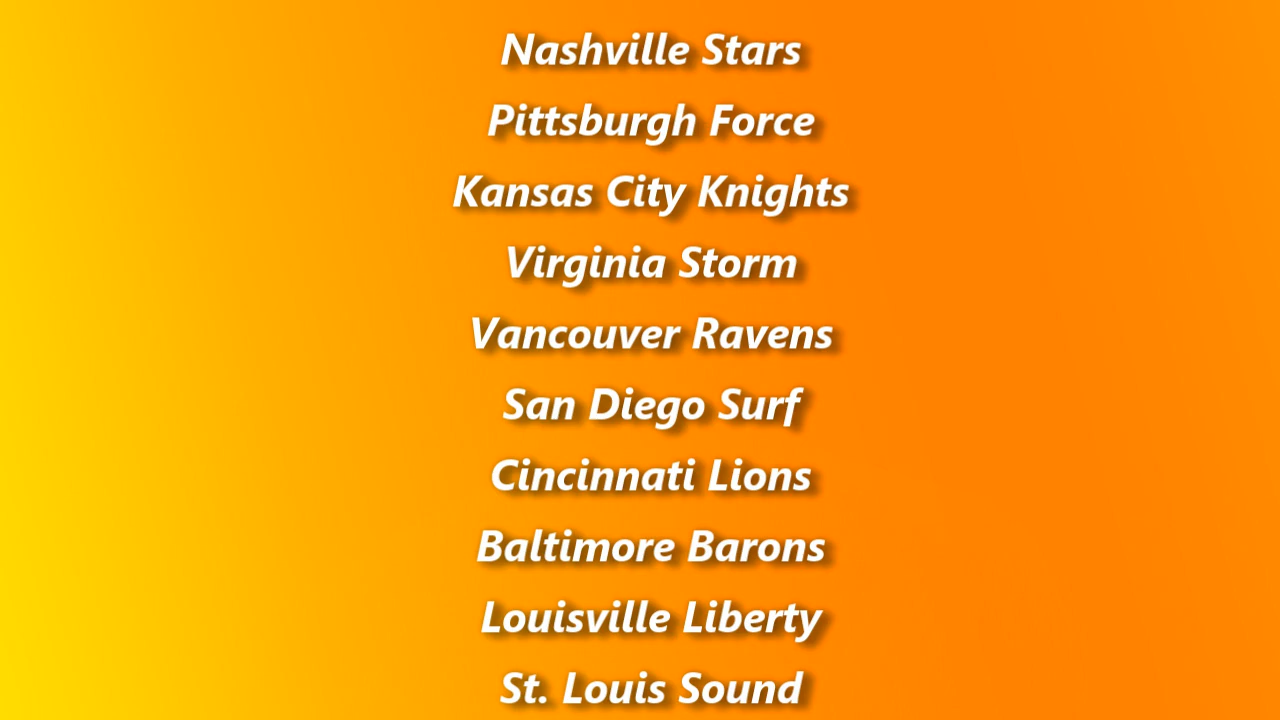 Nashville Stars
Pittsburgh Force
Kansas City Knights
Virginia Storm
Vancouver Ravens
San Diego Surf
Cincinnati Lions
Baltimore Barons
Louisville Liberty
St. Louis Sound